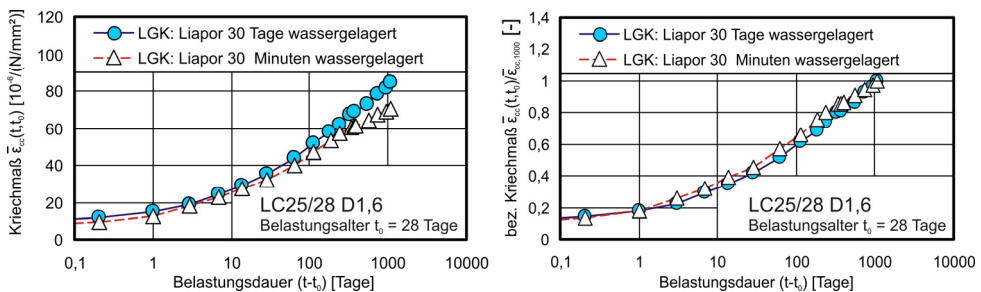 Kriechmaß ε̅cc(t,t₀) [10⁻⁶/(N/mm²)]
120
100
80
60
40
20
0
LGK: Liapor 30 Tage wassergelagert
LGK: Liapor 30 Minuten wassergelagert
LC25/28 D1,6
Belastungsalter t₀ = 28 Tage
0,1 1 10 100 1000 10000
Belastungsdauer (t-t₀) [Tage]
bez. Kriechmaß ε̅cc(t,t₀)/ε̅cc,1000 [-]
1,4
1,2
1
0,8
0,6
0,4
0,2
0
LGK: Liapor 30 Tage wassergelagert
LGK: Liapor 30 Minuten wassergelagert
LC25/28 D1,6
Belastungsalter t₀ = 28 Tage
0,1 1 10 100 1000 10000
Belastungsdauer (t-t₀) [Tage]